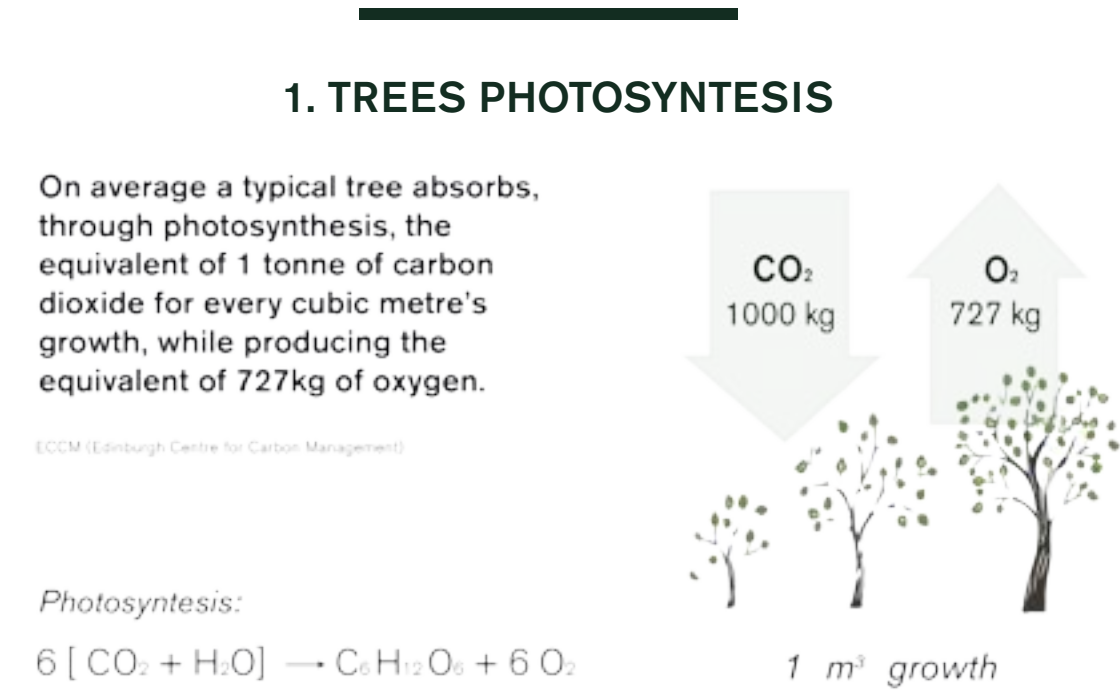 1. TREES PHOTOSYNTESIS
On average a typical tree absorbs,
through photosynthesis, the
equivalent of 1 tonne of carbon
dioxide for every cubic metre's
growth, while producing the
equivalent of 727kg of oxygen.
ECCM (Edinburgh Centre for Carbon Management)
CO₂
1000 kg
O₂
727 kg
Photosyntesis:
6 [ CO₂ + H₂O] → C₆H₁₂O₆ + 6 O₂
1 m³ growth